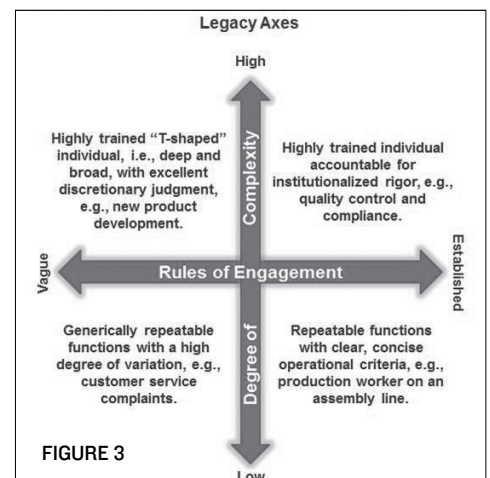 Legacy Axes
High
Highly trained “T-shaped”
individual, i.e., deep and
broad, with excellent
discretionary judgment,
e.g., new product
development.
Highly trained individual
accountable for
institutionalized rigor, e.g.,
quality control and
compliance.
Vague
Rules of Engagement
Established
Degree of
Complexity
Generically repeatable
functions with a high
degree of variation, e.g.,
customer service
complaints.
Repeatable functions
with clear, concise
operational criteria, e.g.,
production worker on an
assembly line.
FIGURE 3
Low